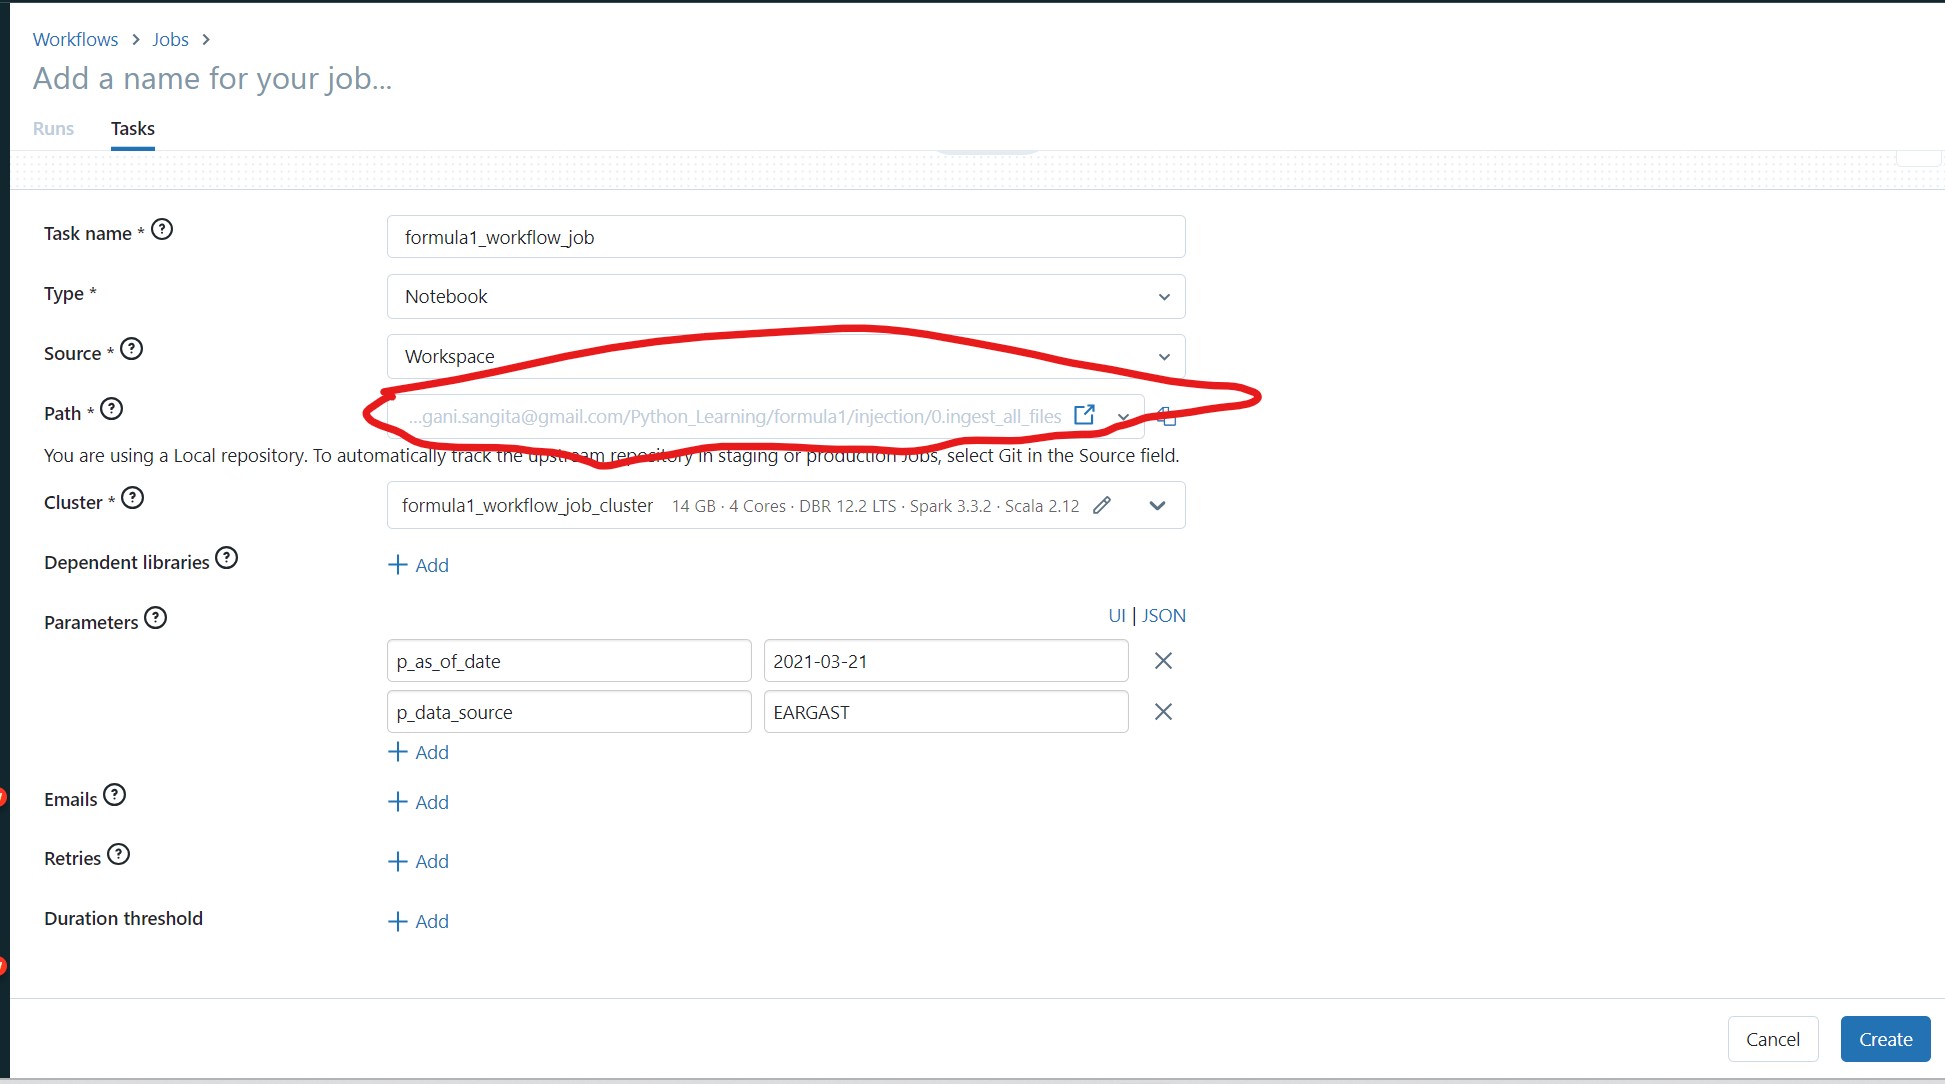 Workflows > Jobs >
Add a name for your job...
Runs Tasks
Task name * formula1_workflow_job
Type * Notebook
Source * Workspace
Path * ...gani.sangita@gmail.com/Python_Learning/formula1/injection/0.ingest_all_files
You are using a Local repository. To automatically track the upstream repository in staging or production Jobs, select Git in the Source field.
Cluster * formula1_workflow_job_cluster 14 GB · 4 Cores · DBR 12.2 LTS · Spark 3.3.2 · Scala 2.12
Dependent libraries + Add
Parameters UI | JSON
p_as_of_date 2021-03-21
p_data_source EARGAST
+ Add
Emails + Add
Retries + Add
Duration threshold + Add
Cancel Create